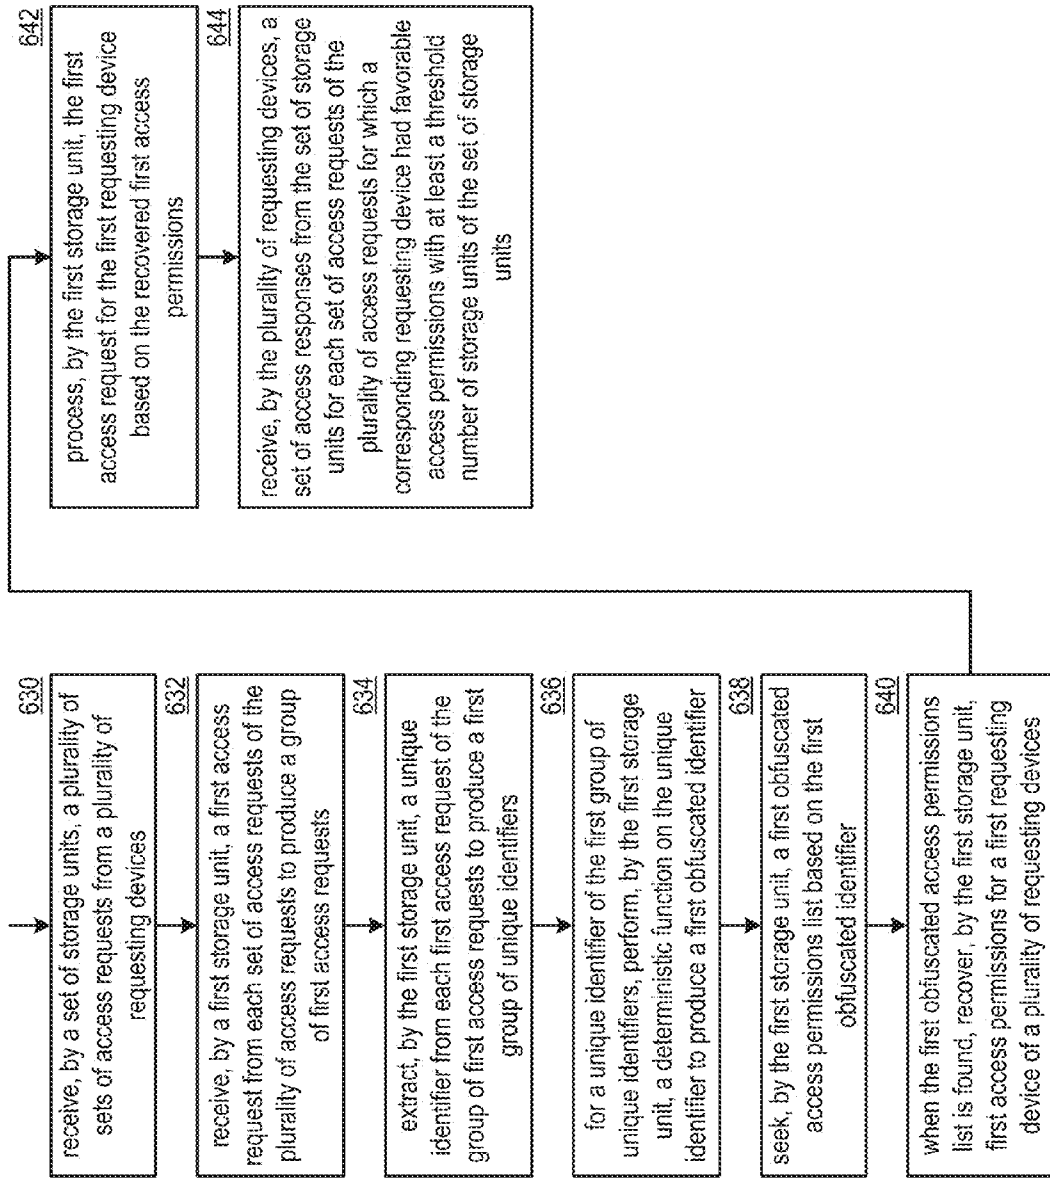 630
receive, by a set of storage units, a plurality of
sets of access requests from a plurality of
requesting devices
632
receive, by a first storage unit, a first access
request from each set of access requests of the
plurality of access requests to produce a group
of first access requests
634
extract, by the first storage unit, a unique
identifier from each first access request of the
group of first access requests to produce a first
group of unique identifiers
636
for a unique identifier of the first group of
unique identifiers, perform, by the first storage
unit, a deterministic function on the unique
identifier to produce a first obfuscated identifier
638
seek, by the first storage unit, a first obfuscated
access permissions list based on the first
obfuscated identifier
640
when the first obfuscated access permissions
list is found, recover, by the first storage unit,
first access permissions for a first requesting
device of a plurality of requesting devices
642
process, by the first storage unit, the first
access request for the first requesting device
based on the recovered first access
permissions
644
receive, by the plurality of requesting devices, a
set of access responses from the set of storage
units for each set of access requests of the
plurality of access requests for which a
corresponding requesting device had favorable
access permissions with at least a threshold
number of storage units of the set of storage
units